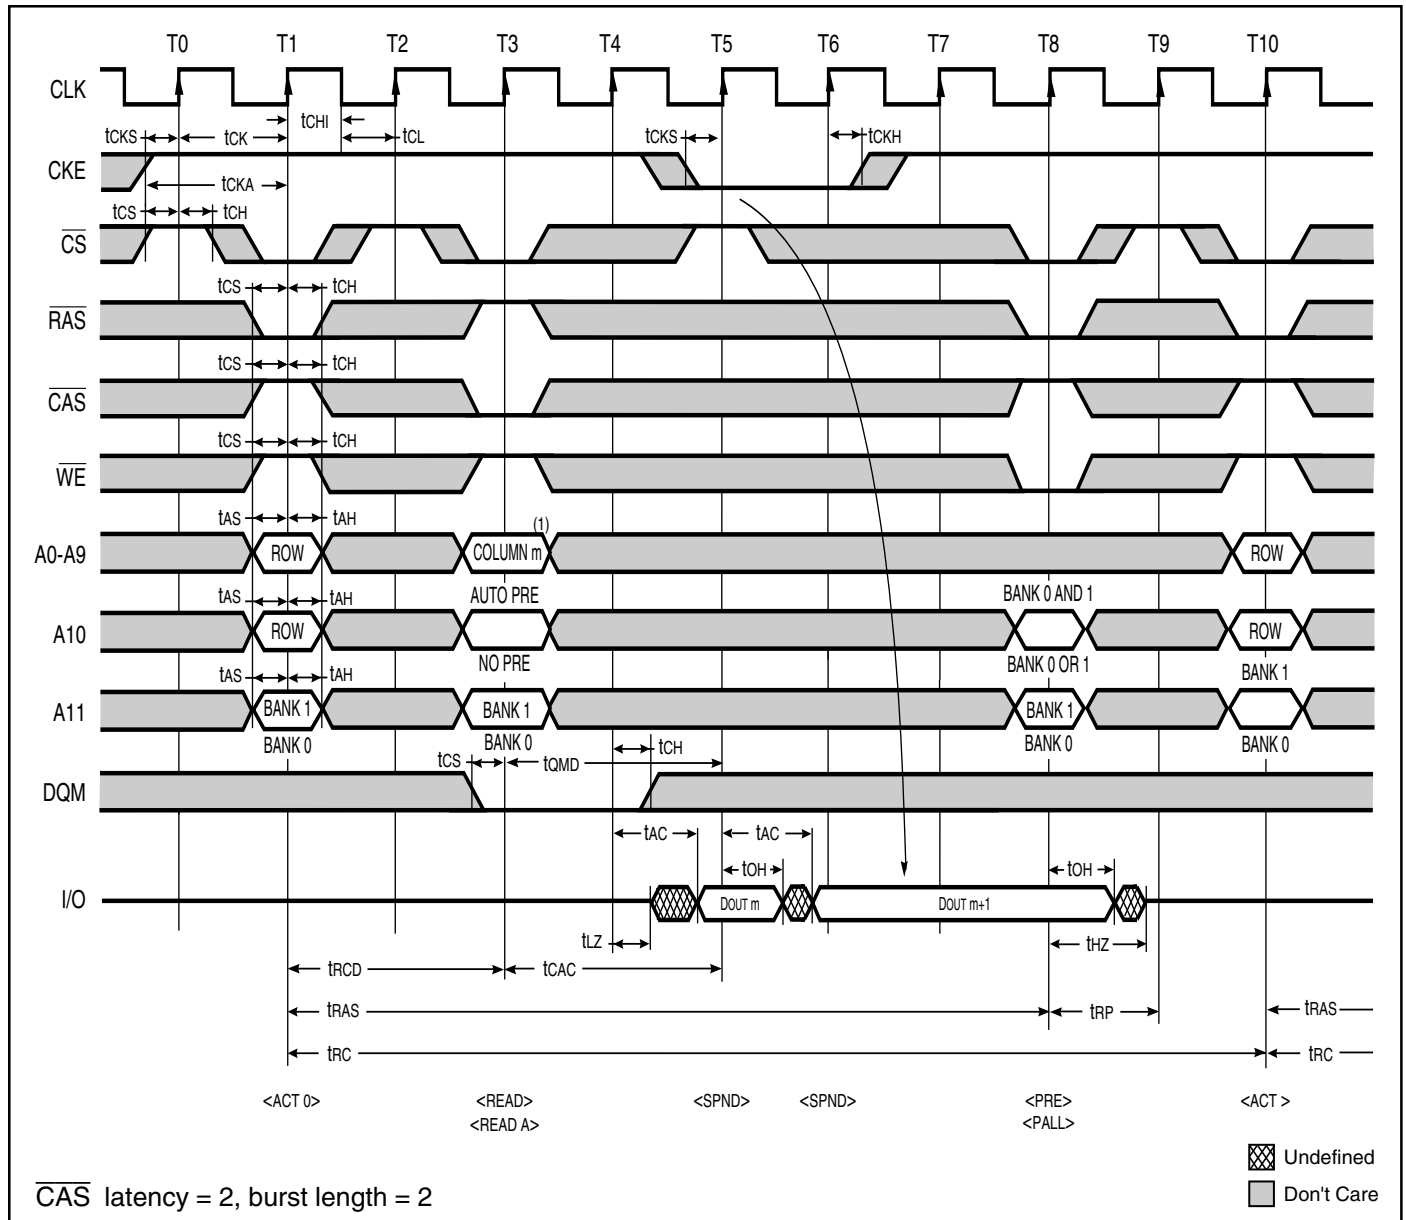 T0 T1 T2 T3 T4 T5 T6 T7 T8 T9 T10
CLK
tCHI
tCKS tCK tCL tCKS tCKH
CKE
tCKA
tCS tCH
CS
tCS tCH
RAS
tCS tCH
CAS
tCS tCH
WE
tAS tAH (1)
A0-A9 ROW COLUMN m ROW
tAS tAH AUTO PRE BANK 0 AND 1
A10 ROW ROW
NO PRE BANK 0 OR 1
tAS tAH BANK 1
A11 BANK 1 BANK 1 BANK 1
BANK 0 BANK 0 BANK 0 BANK 0
tCS tQMD tCH
DQM
tAC tAC
tOH tOH
I/O DOUT m DOUT m+1
tLZ tHZ
tRCD tCAC
tRAS tRP tRAS
tRC tRC
<ACT 0> <READ> <SPND> <SPND> <PRE> <ACT >
<READ A> <PALL>
Undefined
Don't Care
CAS latency = 2, burst length = 2